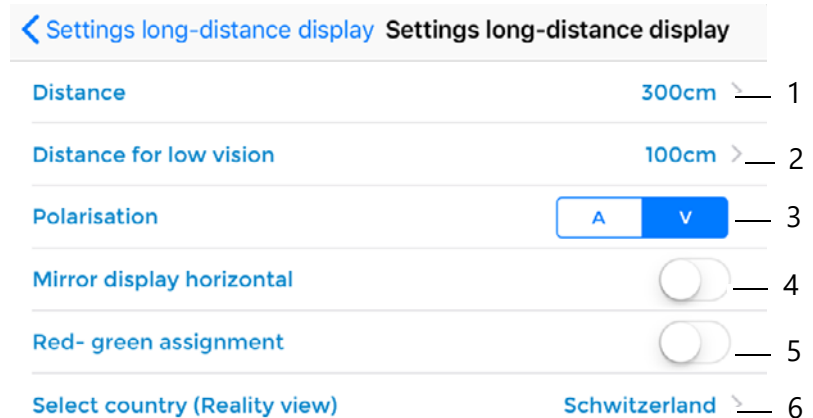 Settings long-distance display Settings long-distance display
Distance 300cm 1
Distance for low vision 100cm 2
Polarisation A V 3
Mirror display horizontal 4
Red- green assignment 5
Select country (Reality view) Schwitzerland 6